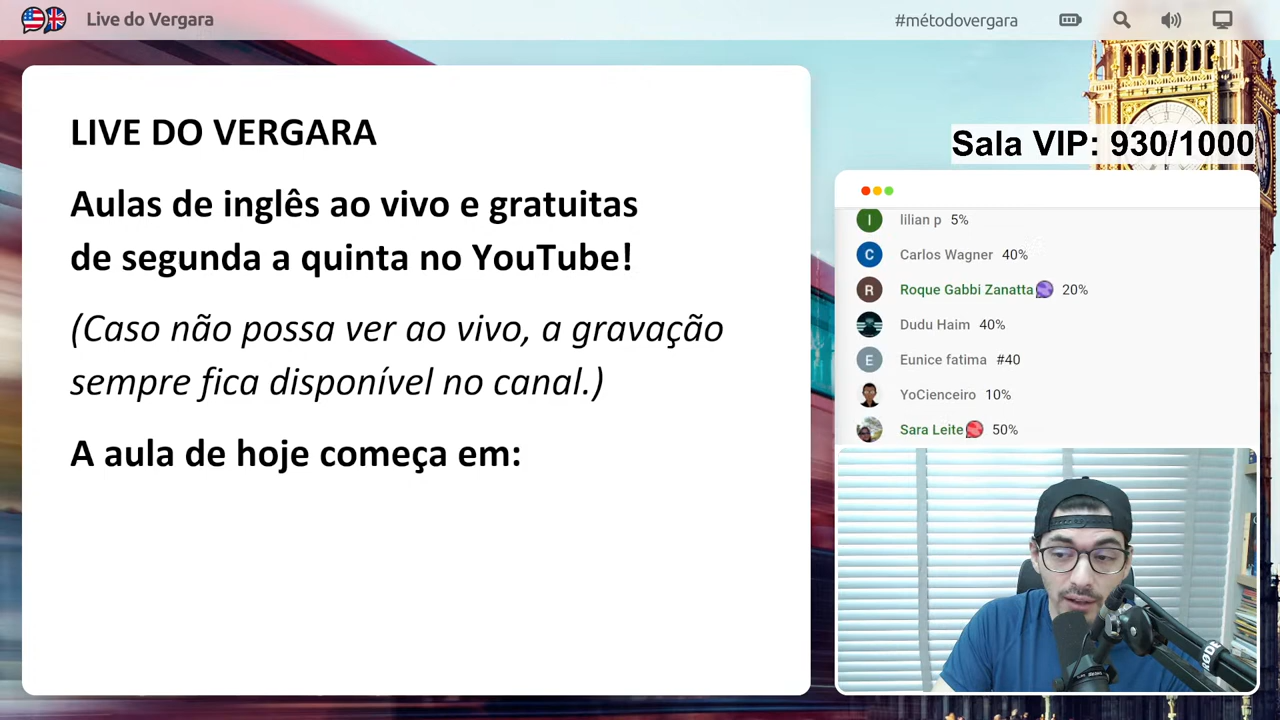 Live do Vergara
#métodovergara
LIVE DO VERGARA
Aulas de inglês ao vivo e gratuitas
de segunda a quinta no YouTube!
(Caso não possa ver ao vivo, a gravação
sempre fica disponível no canal.)
A aula de hoje começa em:
Sala VIP: 930/1000
I lilian p 5%
C Carlos Wagner 40%
R Roque Gabbi Zanatta 20%
Dudu Haim 40%
E Eunice fatima #40
YoCienceiro 10%
Sara Leite 50%
RØDE